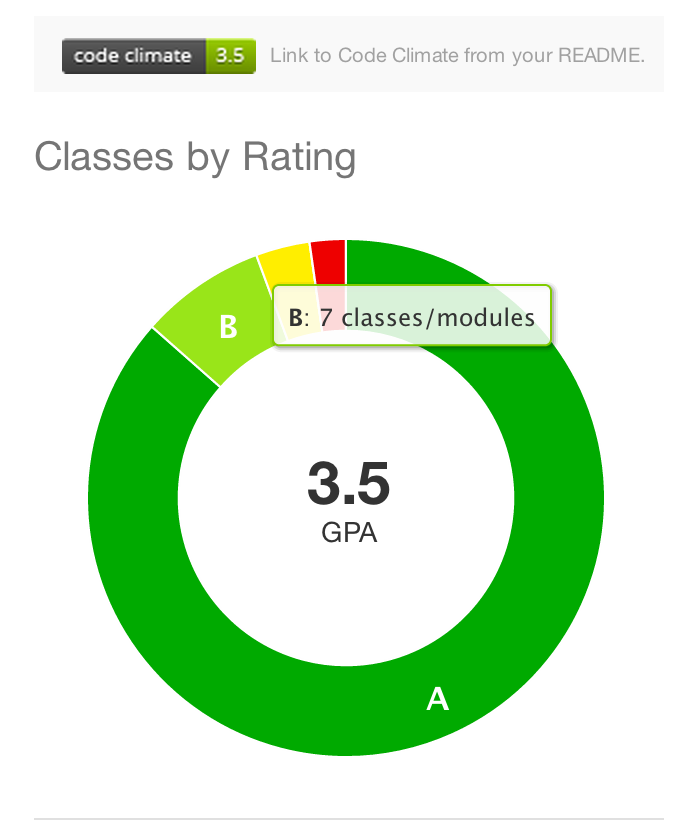 code climate 3.5 Link to Code Climate from your README.
Classes by Rating
B
B: 7 classes/modules
3.5
GPA
A